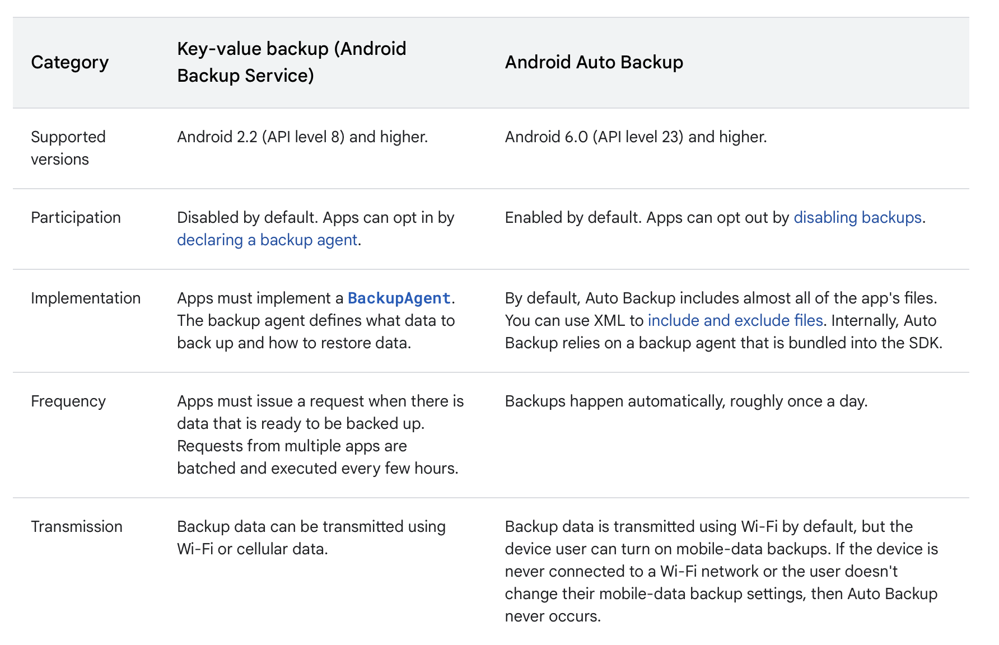 Category
Key-value backup (Android
Backup Service)
Android Auto Backup
Supported
versions
Android 2.2 (API level 8) and higher.
Android 6.0 (API level 23) and higher.
Participation
Disabled by default. Apps can opt in by
declaring a backup agent.
Enabled by default. Apps can opt out by disabling backups.
Implementation
Apps must implement a BackupAgent.
The backup agent defines what data to
back up and how to restore data.
By default, Auto Backup includes almost all of the app's files.
You can use XML to include and exclude files. Internally, Auto
Backup relies on a backup agent that is bundled into the SDK.
Frequency
Apps must issue a request when there is
data that is ready to be backed up.
Requests from multiple apps are
batched and executed every few hours.
Backups happen automatically, roughly once a day.
Transmission
Backup data can be transmitted using
Wi-Fi or cellular data.
Backup data is transmitted using Wi-Fi by default, but the
device user can turn on mobile-data backups. If the device is
never connected to a Wi-Fi network or the user doesn't
change their mobile-data backup settings, then Auto Backup
never occurs.